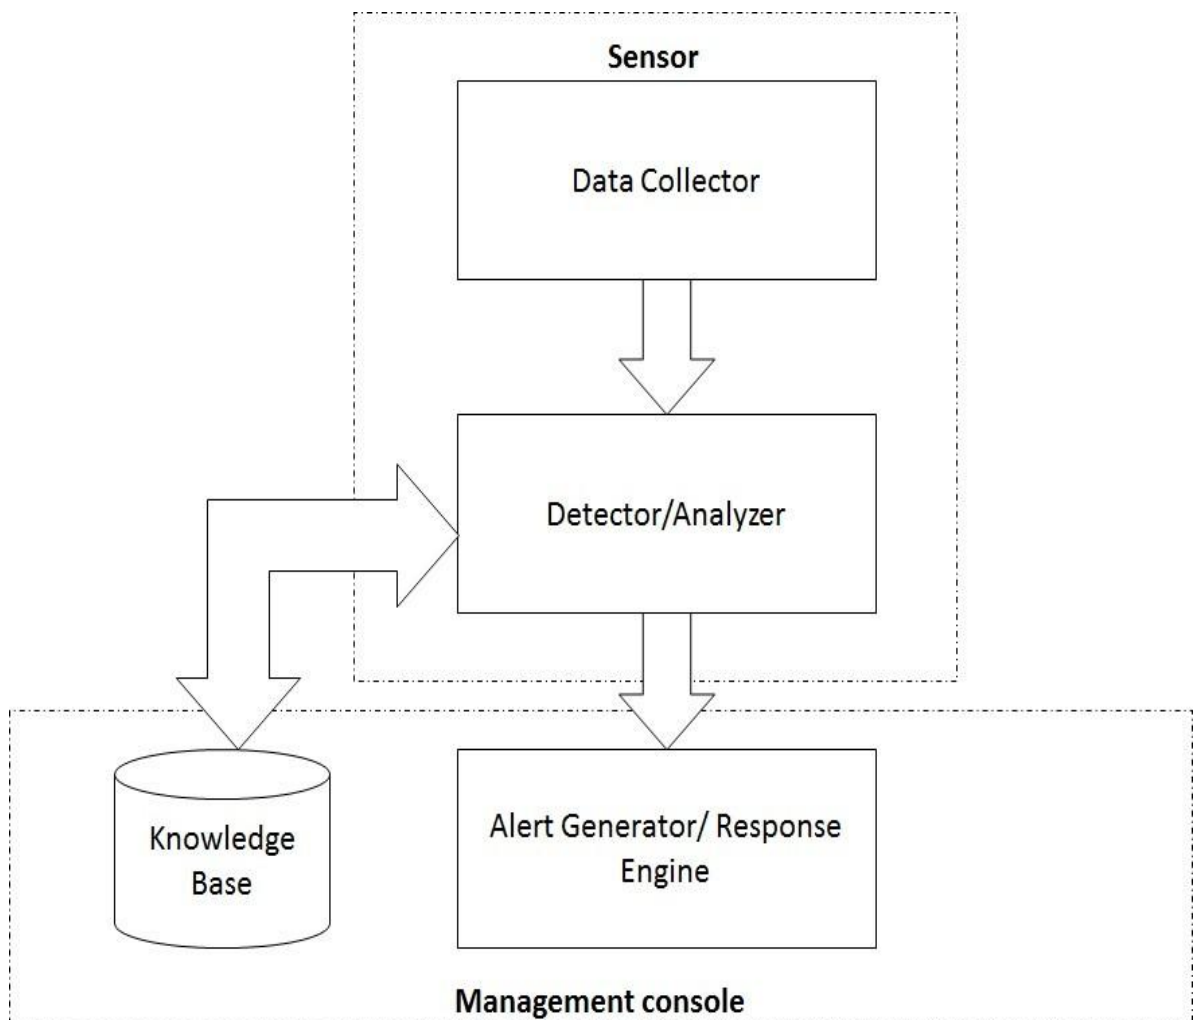 Sensor
Data Collector
Detector/Analyzer
Knowledge
Base
Alert Generator/ Response
Engine
Management console